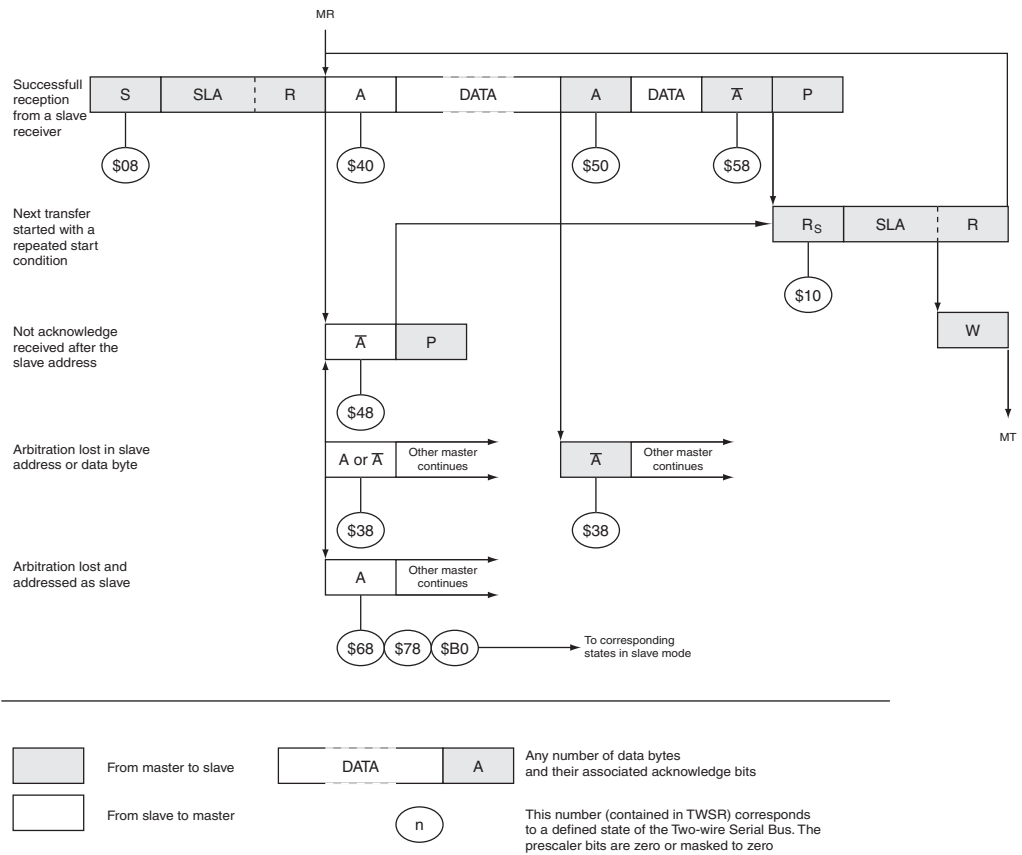 MR
Successfull
reception
from a slave
receiver
S SLA R A DATA A DATA A̅ P
$08 $40 $50 $58
Next transfer
started with a
repeated start
condition
RS SLA R
$10
Not acknowledge
received after the
slave address
A̅ P
W
$48
MT
Arbitration lost in slave
address or data byte
A or A̅
Other master
continues
A̅
Other master
continues
$38 $38
Arbitration lost and
addressed as slave
A
Other master
continues
$68 $78 $B0
To corresponding
states in slave mode
From master to slave
DATA A
Any number of data bytes
and their associated acknowledge bits
From slave to master
n
This number (contained in TWSR) corresponds
to a defined state of the Two-wire Serial Bus. The
prescaler bits are zero or masked to zero